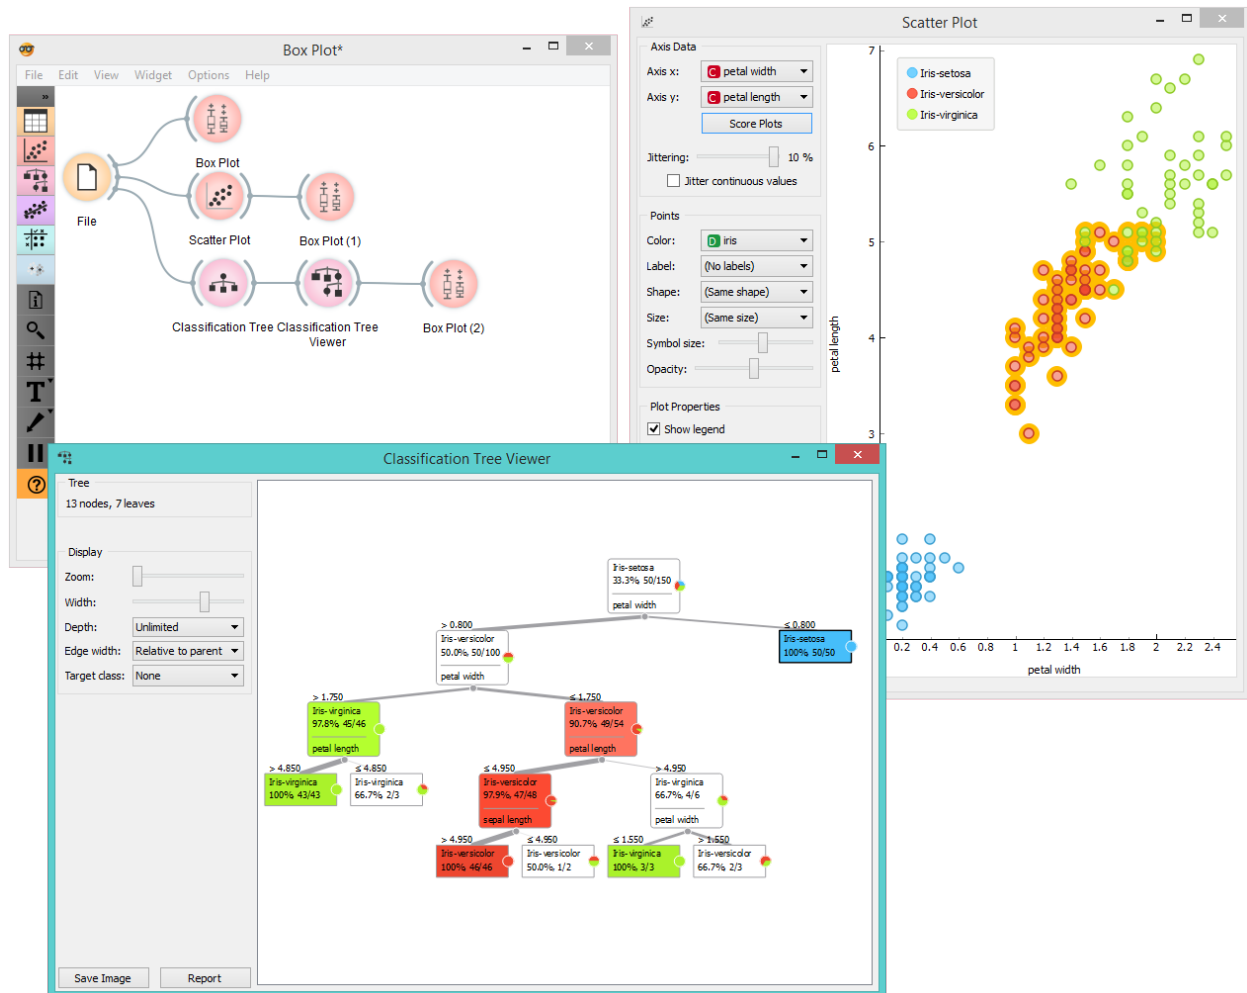 Box Plot*
File Edit View Widget Options Help
»
File
Box Plot
Scatter Plot
Box Plot (1)
Classification Tree
Classification Tree
Viewer
Box Plot (2)
T
?
Scatter Plot
Axis Data
Axis x: C petal width
Axis y: C petal length
Score Plots
Jittering: 10 %
Jitter continuous values
Points
Color: D iris
Label: (No labels)
Shape: (Same shape)
Size: (Same size)
Symbol size:
Opacity:
Plot Properties
Show legend
Iris-setosa
Iris-versicolor
Iris-virginica
7
6
5
4
3
petal length
0.2 0.4 0.6 0.8 1 1.2 1.4 1.6 1.8 2 2.2 2.4
petal width
Classification Tree Viewer
Tree
13 nodes, 7 leaves
Display
Zoom:
Width:
Depth: Unlimited
Edge width: Relative to parent
Target class: None
Save Image
Report
Iris-setosa
33.3%, 50/150
petal width
> 0.800
Iris-versicolor
50.0%, 50/100
petal width
≤ 0.800
Iris-setosa
100%, 50/50
> 1.750
Iris-virginica
97.8%, 45/46
petal length
≤ 1.750
Iris-versicolor
90.7%, 49/54
petal length
> 4.850
Iris-virginica
100%, 43/43
≤ 4.850
Iris-virginica
66.7%, 2/3
≤ 4.950
Iris-versicolor
97.9%, 47/48
sepal length
> 4.950
Iris-virginica
66.7%, 4/6
petal width
> 4.950
Iris-versicolor
100%, 46/46
≤ 4.950
Iris-versicolor
50.0%, 1/2
≤ 1.550
Iris-virginica
100%, 3/3
> 1.550
Iris-versicolor
66.7%, 2/3